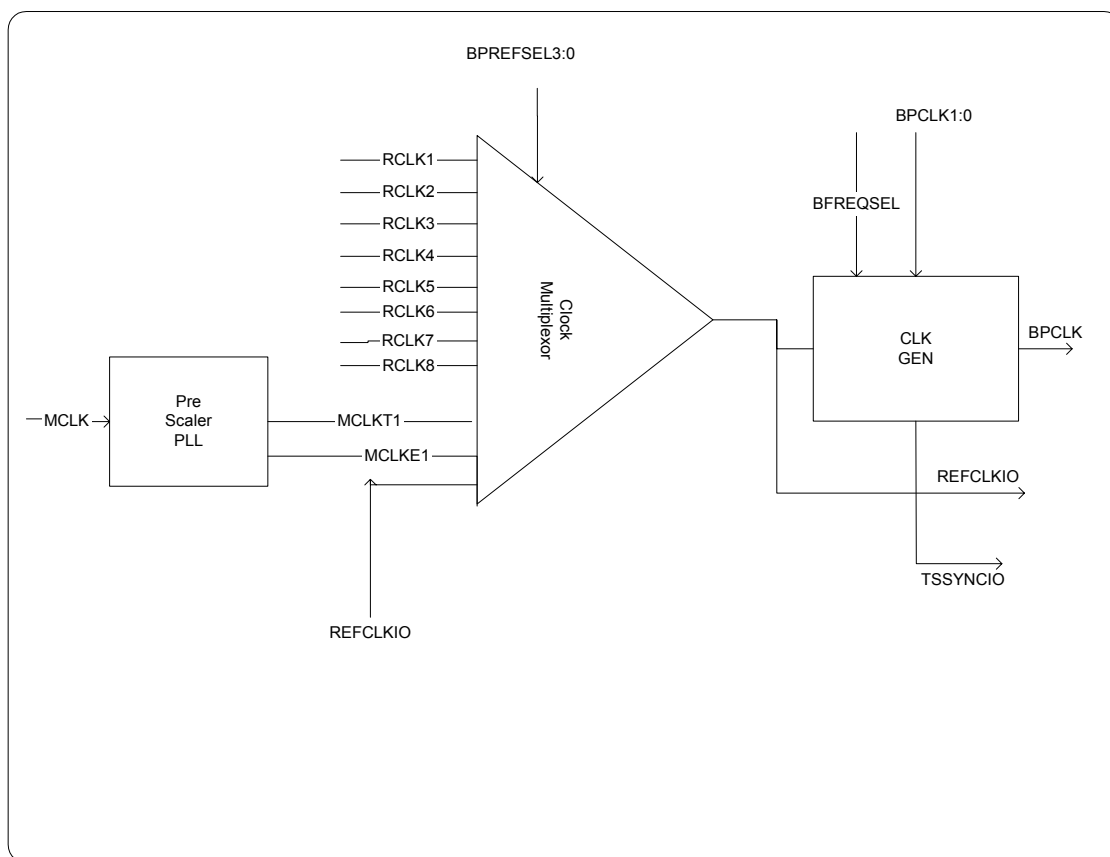 BPREFSEL3:0
BPCLK1:0
RCLK1
RCLK2
BFREQSEL
RCLK3
RCLK4
RCLK5
RCLK6
RCLK7
RCLK8
Clock
Multiplexor
CLK
GEN
BPCLK
Pre
Scaler
PLL
MCLK
MCLKT1
MCLKE1
REFCLKIO
TSSYNCIO
REFCLKIO